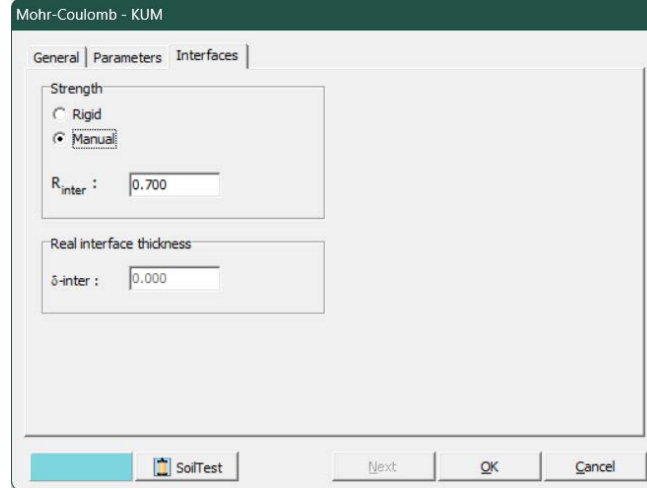 Mohr-Coulomb - KUM
General Parameters Interfaces
Strength
Rigid
Manual
Rinter : 0.700
Real interface thickness
δ-inter : 0.000
SoilTest Next OK Cancel